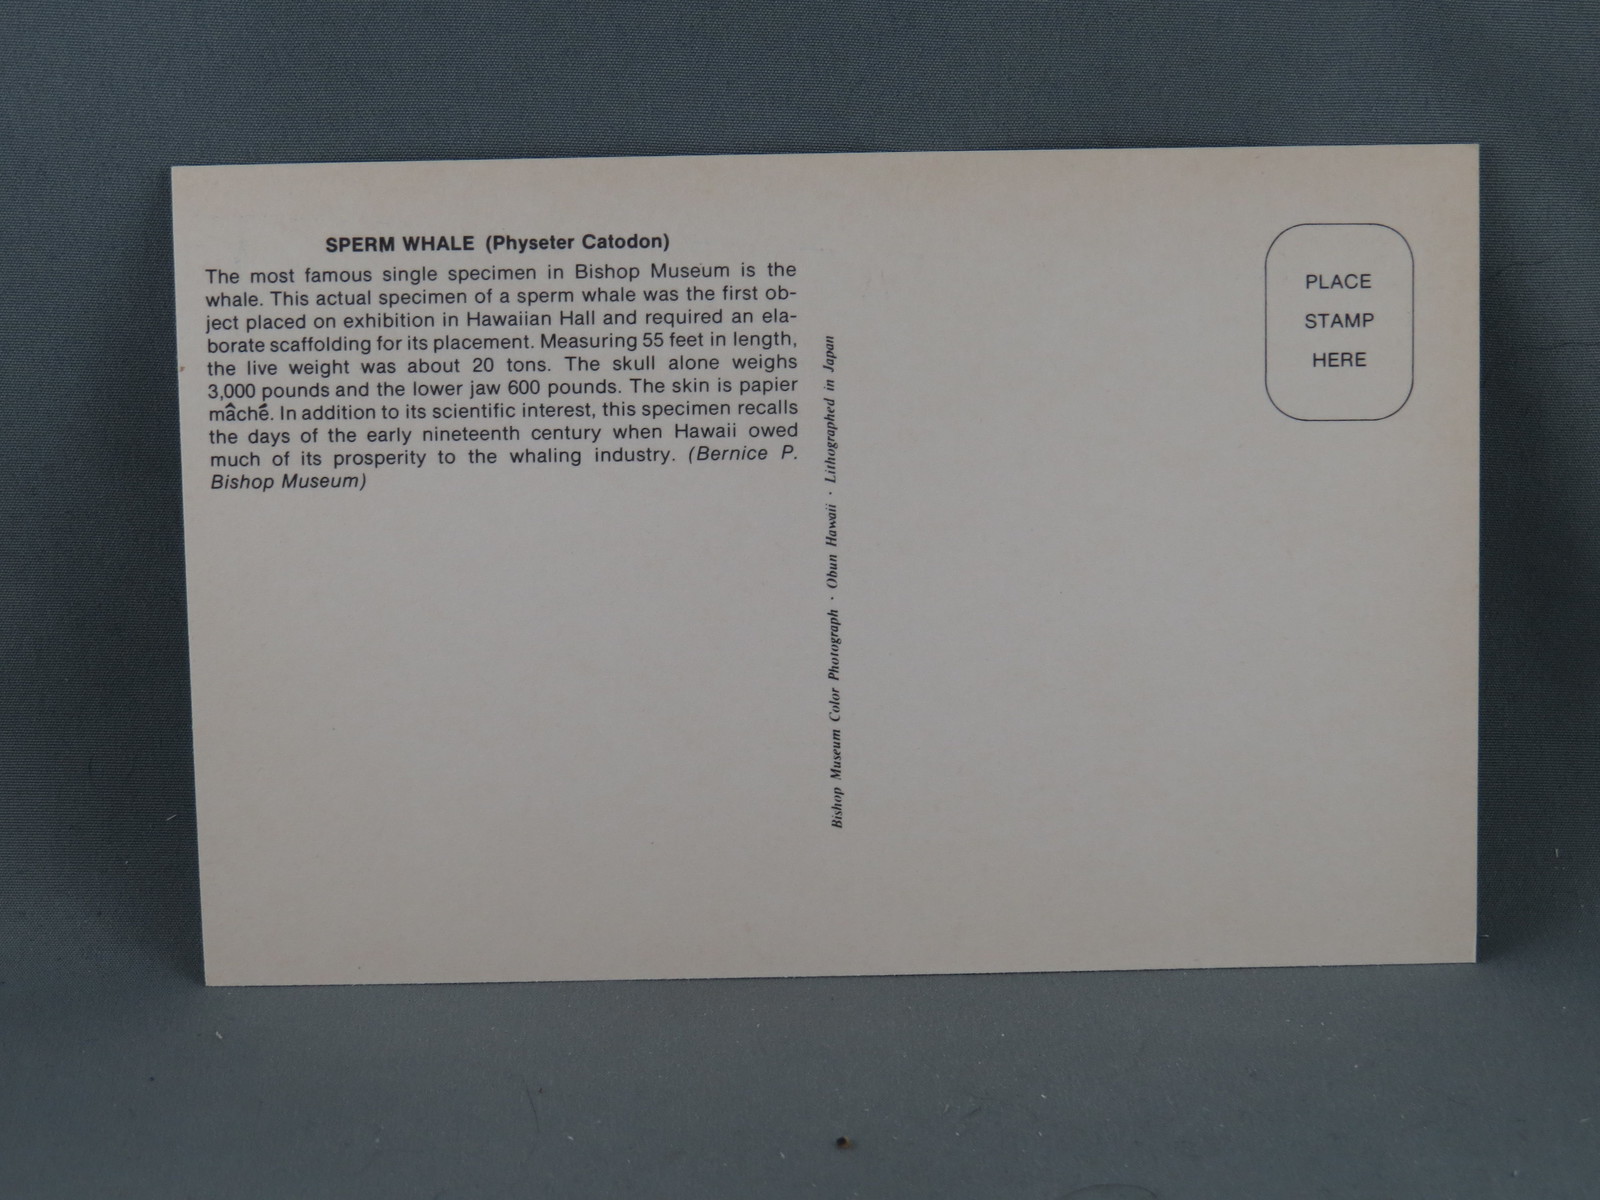 SPERM WHALE (Physeter Catodon)
The most famous single specimen in Bishop Museum is the
whale. This actual specimen of a sperm whale was the first ob-
ject placed on exhibition in Hawaiian Hall and required an ela-
borate scaffolding for its placement. Measuring 55 feet in length,
the live weight was about 20 tons. The skull alone weighs
3,000 pounds and the lower jaw 600 pounds. The skin is papier
mâché. In addition to its scientific interest, this specimen recalls
the days of the early nineteenth century when Hawaii owed
much of its prosperity to the whaling industry. (Bernice P.
Bishop Museum)
Bishop Museum Color Photograph · Obun Hawaii · Lithographed in Japan
PLACE
STAMP
HERE